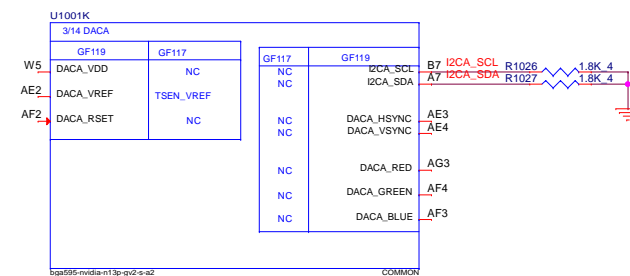 U1001K
3/14 DACA
GF119 GF117
W5 DACA_VDD NC
AE2 DACA_VREF TSEN_VREF
AF2 DACA_RSET NC
GF117 GF119
NC I2CA_SCL B7 I2CA_SCL R1026 1.8K_4
NC I2CA_SDA A7 I2CA_SDA R1027 1.8K_4
NC DACA_HSYNC AE3
NC DACA_VSYNC AE4
NC DACA_RED AG3
NC DACA_GREEN AF4
NC DACA_BLUE AF3
bga595-nvidia-n13p-gv2-s-a2 COMMON